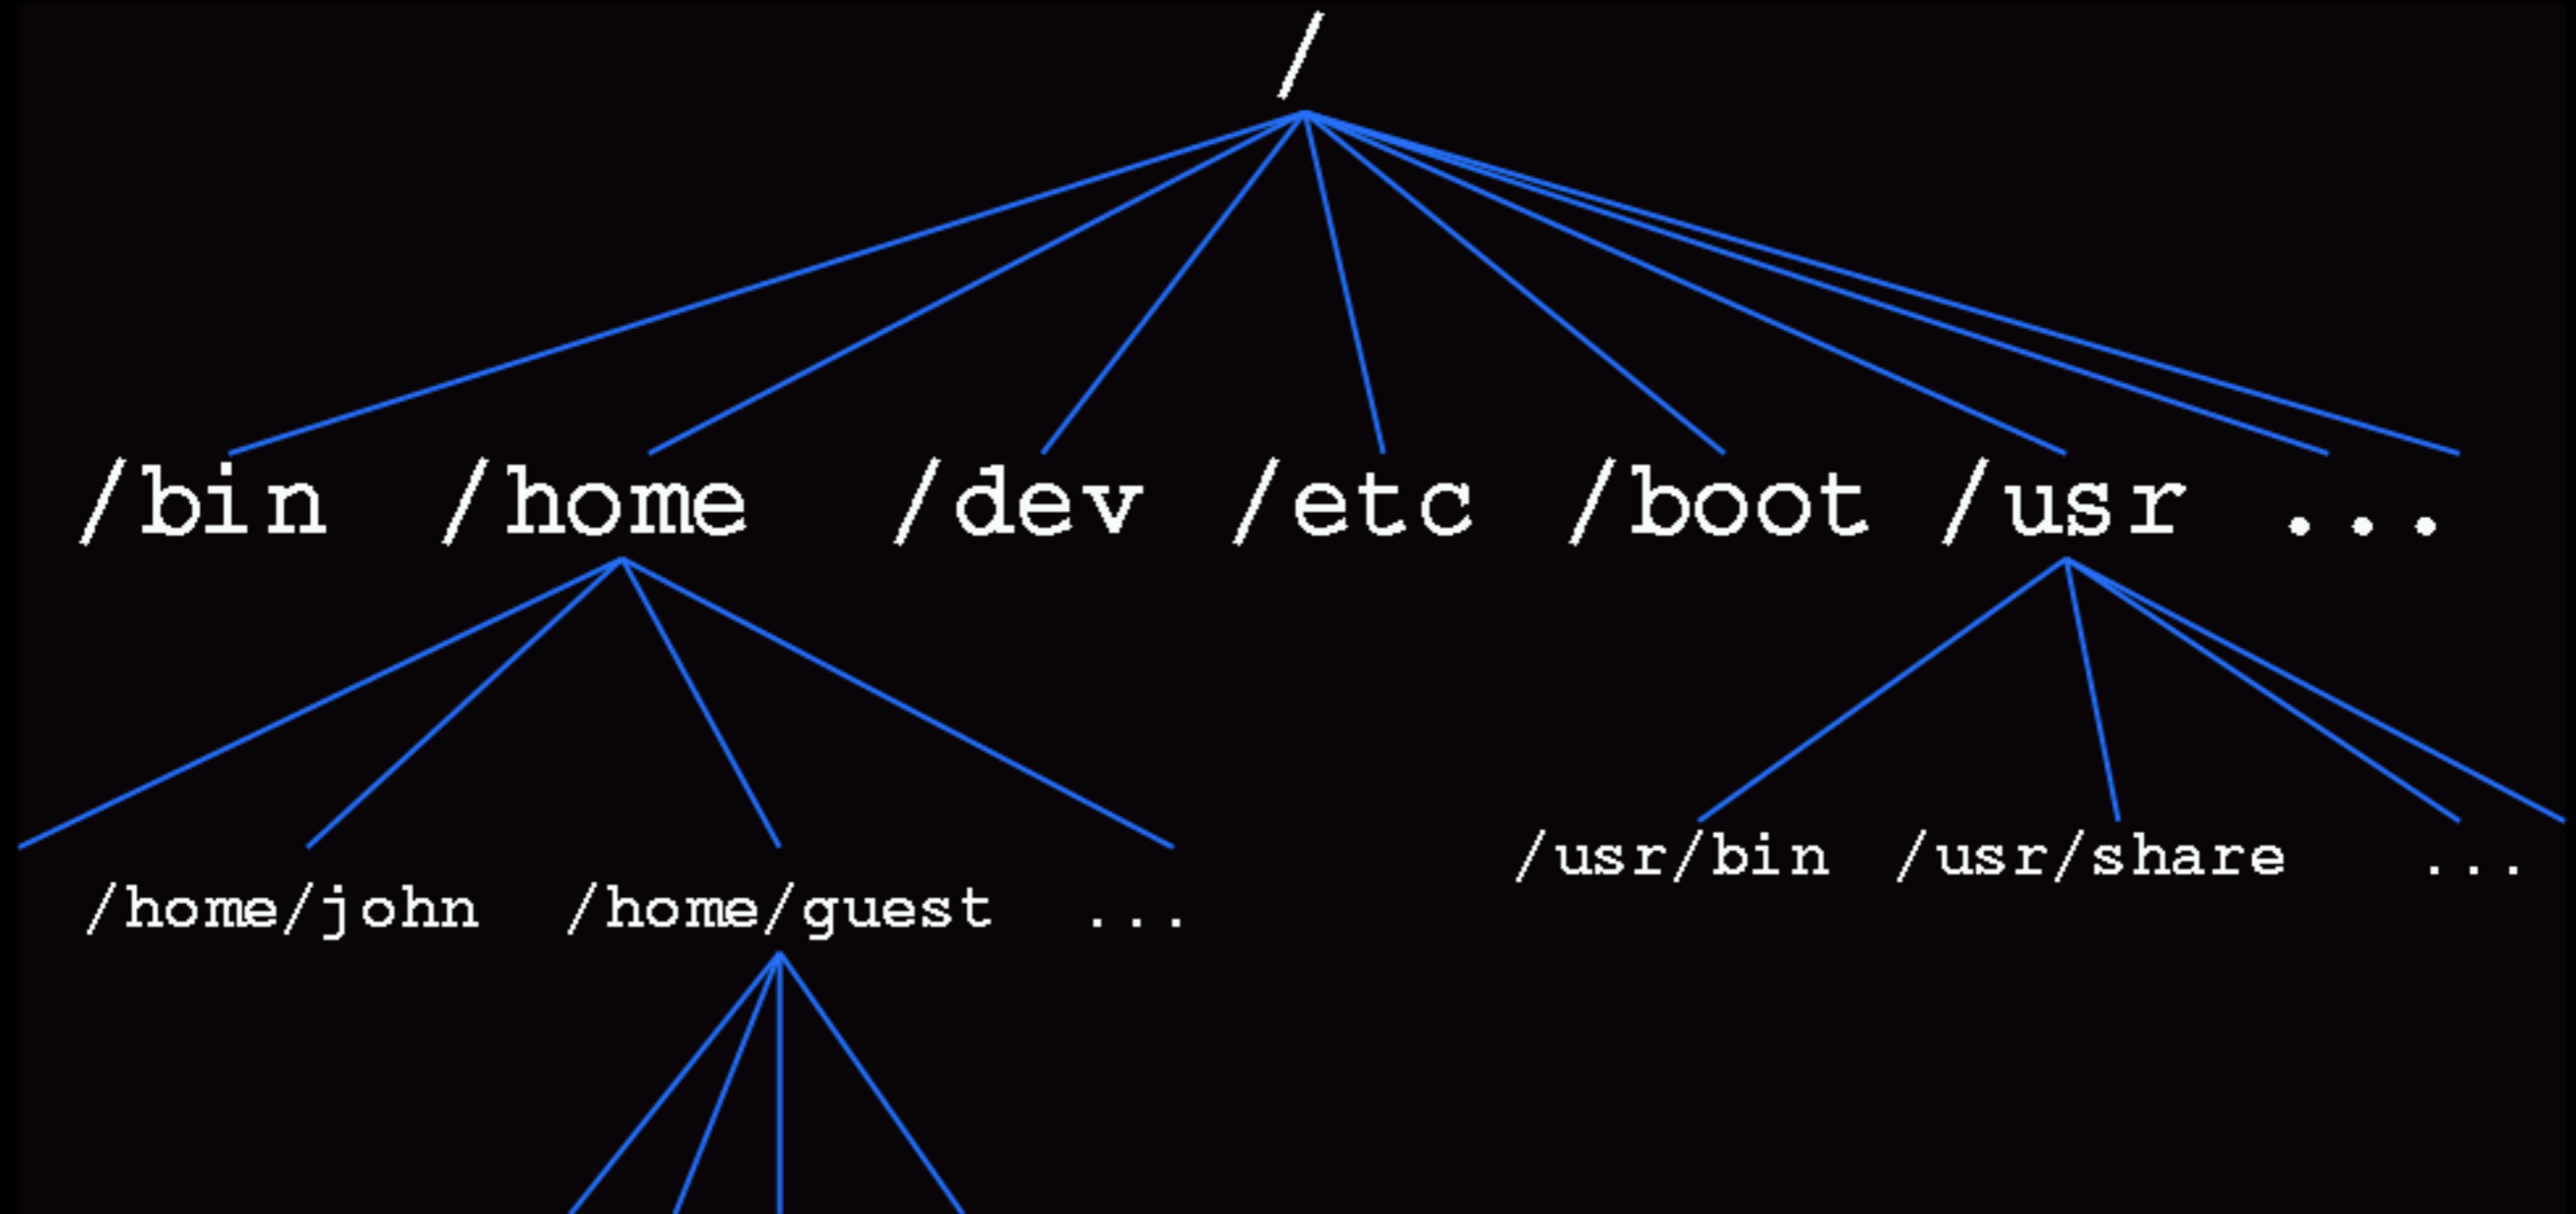 /
/bin /home /dev /etc /boot /usr ...
/usr/bin /usr/share ...
/home/john /home/guest ...